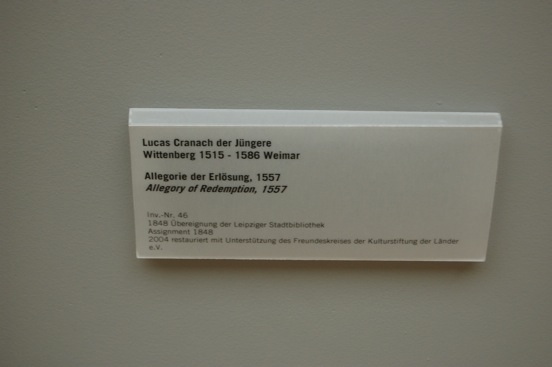 Lucas Cranach der Jüngere
Wittenberg 1515 - 1586 Weimar
Allegorie der Erlösung, 1557
Allegory of Redemption, 1557
Inv.-Nr. 46
1848 Übereignung der Leipziger Stadtbibliothek
Assignment 1848
2004 restauriert mit Unterstützung des Freundeskreises der Kulturstiftung der Länder
e.V.